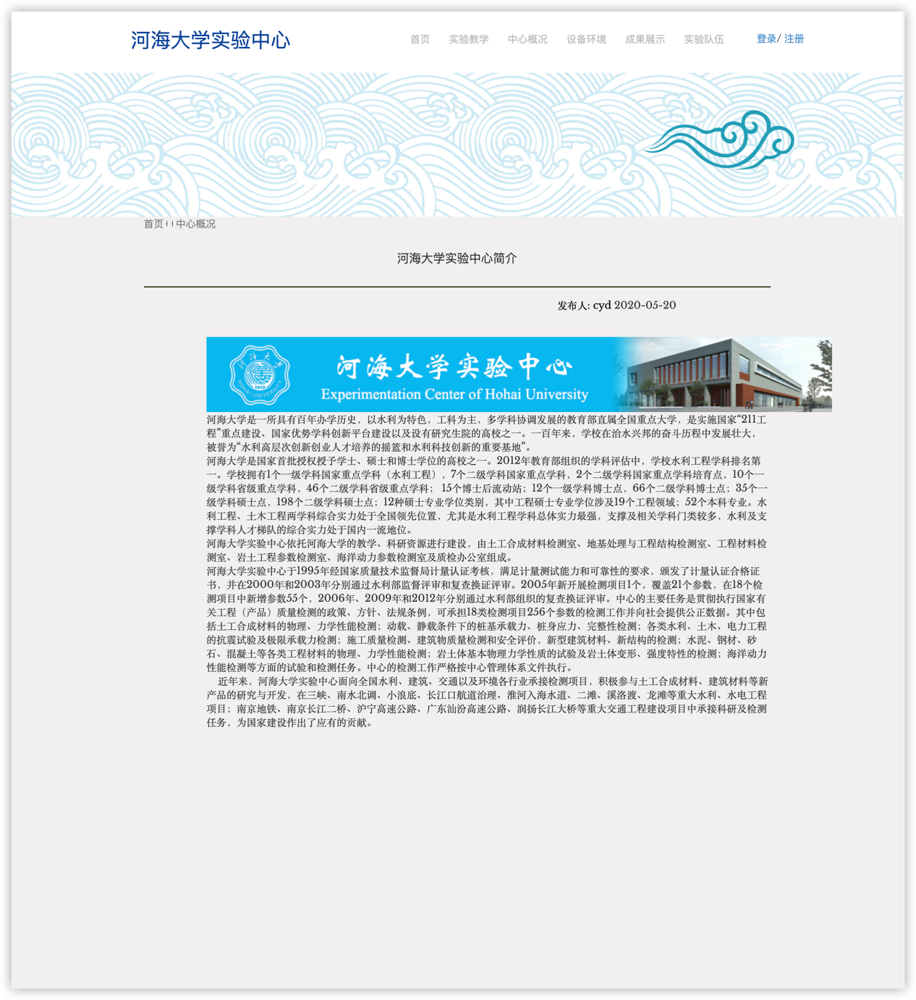 河海大学实验中心
首页 实验教学 中心概况 设备环境 成果展示 实验队伍 登录/ 注册
首页 | | 中心概况
河海大学实验中心简介
发布人: cyd 2020-05-20
河海大学
1915
HOHAI UNIVERSITY
河海大学实验中心
Experimentation Center of Hohai University
河海大学是一所具有百年办学历史，以水利为特色，工科为主，多学科协调发展的教育部直属全国重点大学，是实施国家“211工
程”重点建设、国家优势学科创新平台建设以及设有研究生院的高校之一。一百年来，学校在治水兴邦的奋斗历程中发展壮大，
被誉为“水利高层次创新创业人才培养的摇篮和水利科技创新的重要基地”。
河海大学是国家首批授权授予学士、硕士和博士学位的高校之一。2012年教育部组织的学科评估中，学校水利工程学科排名第
一。学校拥有1个一级学科国家重点学科（水利工程），7个二级学科国家重点学科，2个二级学科国家重点学科培育点，10个一
级学科省级重点学科，46个二级学科省级重点学科； 15个博士后流动站；12个一级学科博士点，66个二级学科博士点；35个一
级学科硕士点，198个二级学科硕士点；12种硕士专业学位类别，其中工程硕士专业学位涉及19个工程领域；52个本科专业。水
利工程、土木工程两学科综合实力处于全国领先位置，尤其是水利工程学科总体实力最强，支撑及相关学科门类较多，水利及支
撑学科人才梯队的综合实力处于国内一流地位。
河海大学实验中心依托河海大学的教学、科研资源进行建设，由土工合成材料检测室、地基处理与工程结构检测室、工程材料检
测室、岩土工程参数检测室、海洋动力参数检测室及质检办公室组成。
河海大学实验中心于1995年经国家质量技术监督局计量认证考核，满足计量测试能力和可靠性的要求，颁发了计量认证合格证
书，并在2000年和2003年分别通过水利部监督评审和复查换证评审。2005年新开展检测项目1个，覆盖21个参数，在18个检
测项目中新增参数55个，2006年、2009年和2012年分别通过水利部组织的复查换证评审。中心的主要任务是贯彻执行国家有
关工程（产品）质量检测的政策、方针、法规条例，可承担18类检测项目256个参数的检测工作并向社会提供公正数据。其中包
括土工合成材料的物理、力学性能检测；动载、静载条件下的桩基承载力、桩身应力、完整性检测；各类水利、土木、电力工程
的抗震试验及极限承载力检测；施工质量检测、建筑物质量检测和安全评价，新型建筑材料、新结构的检测；水泥、钢材、砂
石、混凝土等各类工程材料的物理、力学性能检测；岩土体基本物理力学性质的试验及岩土体变形、强度特性的检测；海洋动力
性能检测等方面的试验和检测任务。中心的检测工作严格按中心管理体系文件执行。
近年来，河海大学实验中心面向全国水利、建筑、交通以及环境各行业承接检测项目，积极参与土工合成材料、建筑材料等新
产品的研究与开发，在三峡、南水北调、小浪底、长江口航道治理、淮河入海水道、二滩、溪洛渡、龙滩等重大水利、水电工程
项目；南京地铁、南京长江二桥、沪宁高速公路、广东汕汾高速公路、润扬长江大桥等重大交通工程建设项目中承接科研及检测
任务，为国家建设作出了应有的贡献。